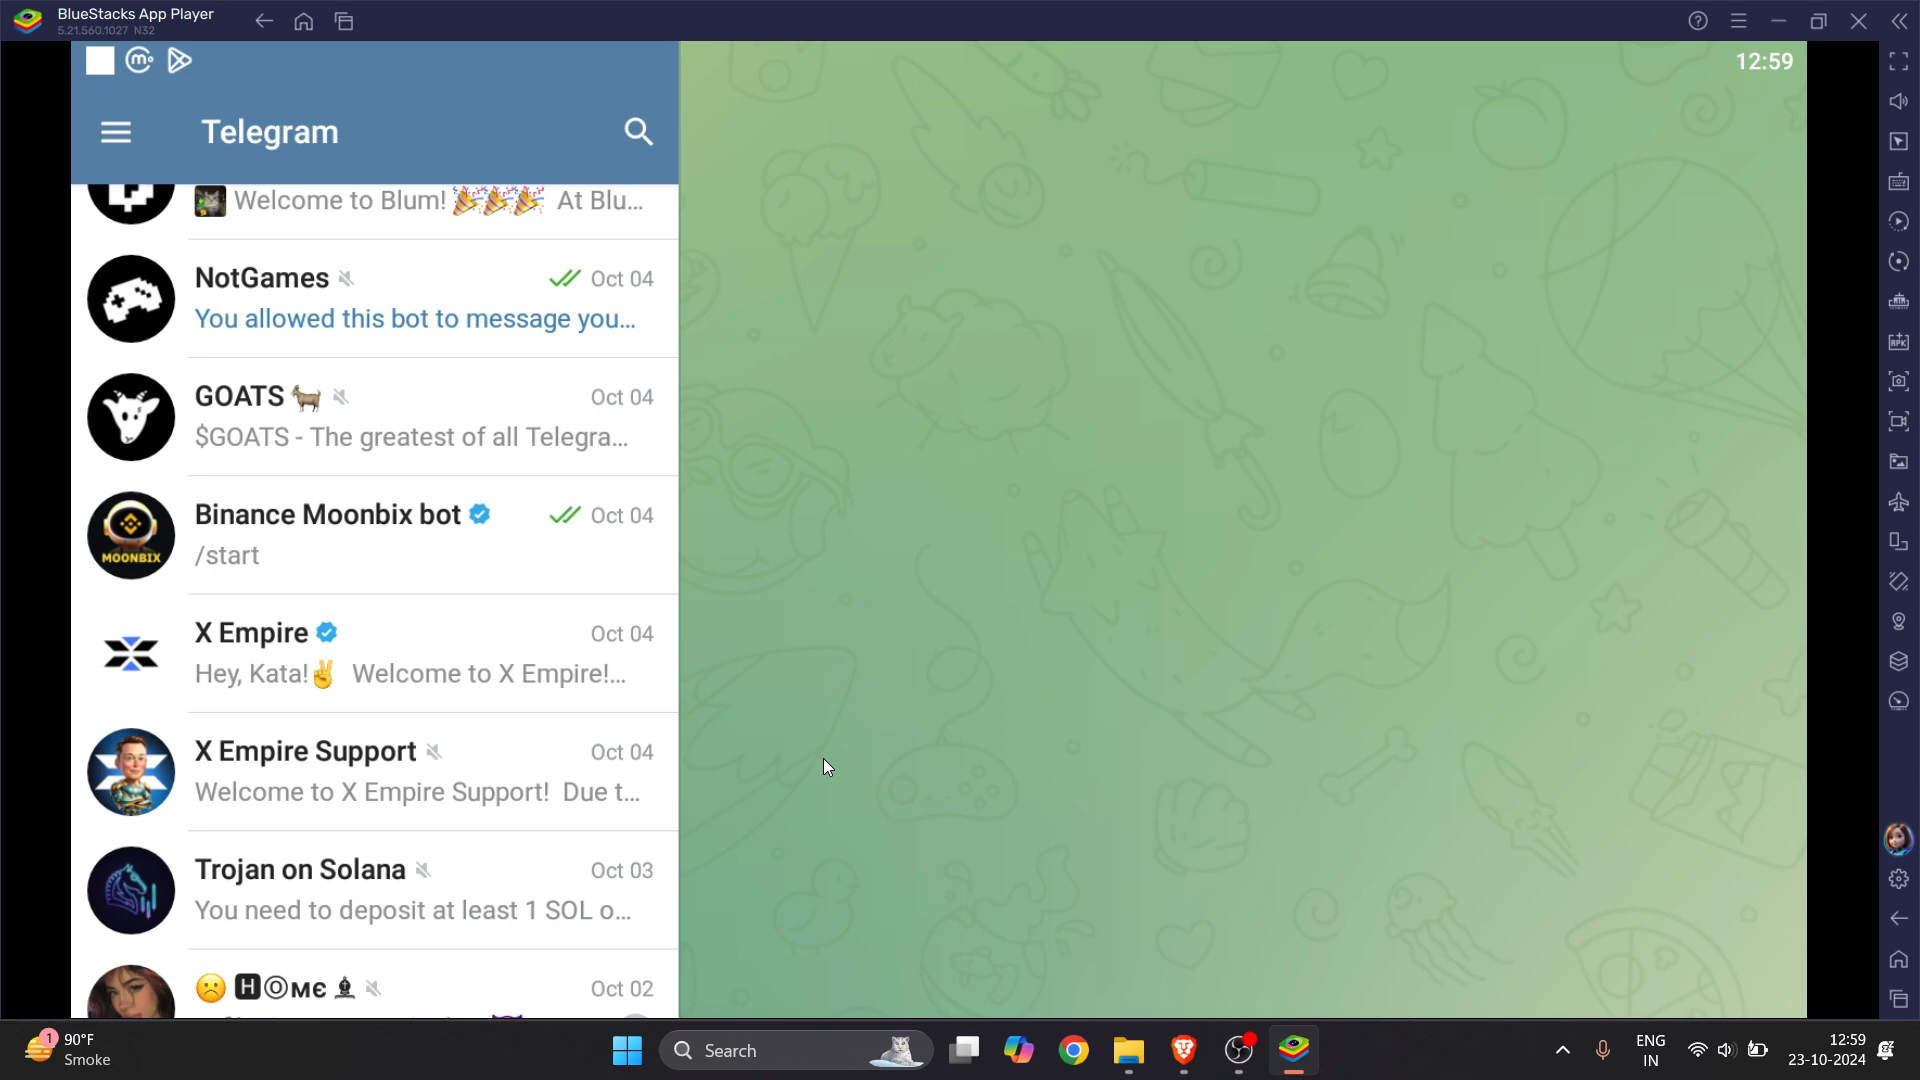 BlueStacks App Player
5.21.560.1027 N32
12:59
Telegram
Welcome to Blum! 🎉🎉🎉 At Blu...
NotGames
Oct 04
You allowed this bot to message you...
GOATS 🐐
Oct 04
$GOATS - The greatest of all Telegra...
Binance Moonbix bot
Oct 04
/start
MOONBIX
X Empire
Oct 04
Hey, Kata!✌️ Welcome to X Empire!...
X Empire Support
Oct 04
Welcome to X Empire Support! Due t...
Trojan on Solana
Oct 03
You need to deposit at least 1 SOL o...
☹️ 🅷ⓄᴍЄ
Oct 02
1
90°F
Smoke
Search
ENG
IN
12:59
23-10-2024